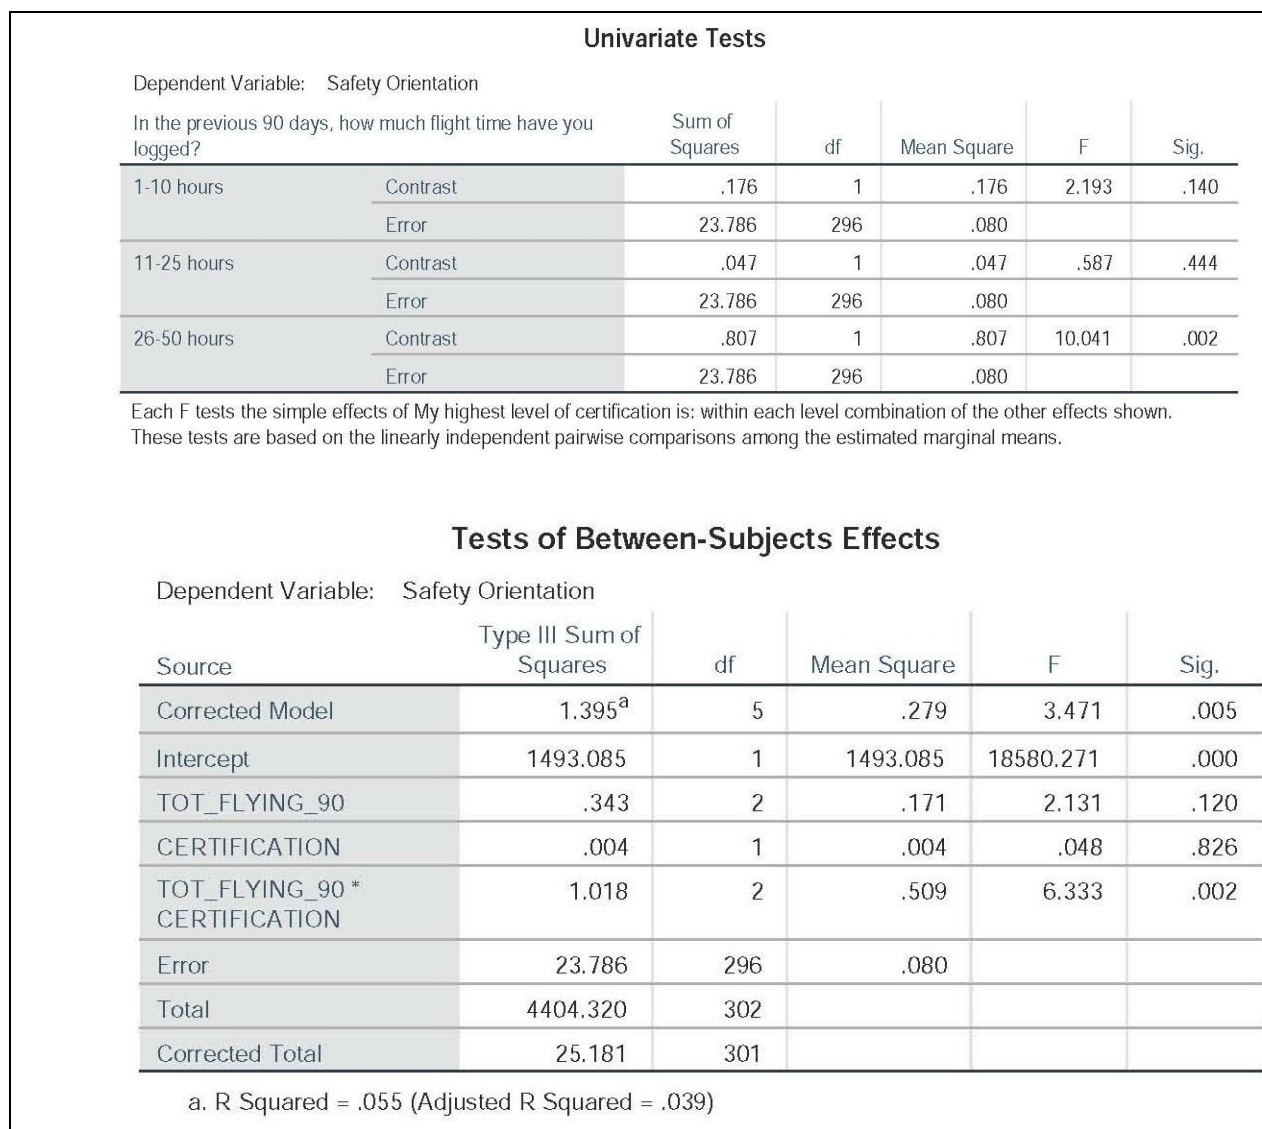 Univariate Tests
Dependent Variable: Safety Orientation
In the previous 90 days, how much flight time have you logged? Sum of Squares df Mean Square F Sig.
1-10 hours Contrast .176 1 .176 2.193 .140
Error 23.786 296 .080
11-25 hours Contrast .047 1 .047 .587 .444
Error 23.786 296 .080
26-50 hours Contrast .807 1 .807 10.041 .002
Error 23.786 296 .080
Each F tests the simple effects of My highest level of certification is: within each level combination of the other effects shown.
These tests are based on the linearly independent pairwise comparisons among the estimated marginal means.
Tests of Between-Subjects Effects
Dependent Variable: Safety Orientation
Source Type III Sum of Squares df Mean Square F Sig.
Corrected Model 1.395a 5 .279 3.471 .005
Intercept 1493.085 1 1493.085 18580.271 .000
TOT_FLYING_90 .343 2 .171 2.131 .120
CERTIFICATION .004 1 .004 .048 .826
TOT_FLYING_90 * CERTIFICATION 1.018 2 .509 6.333 .002
Error 23.786 296 .080
Total 4404.320 302
Corrected Total 25.181 301
a. R Squared = .055 (Adjusted R Squared = .039)